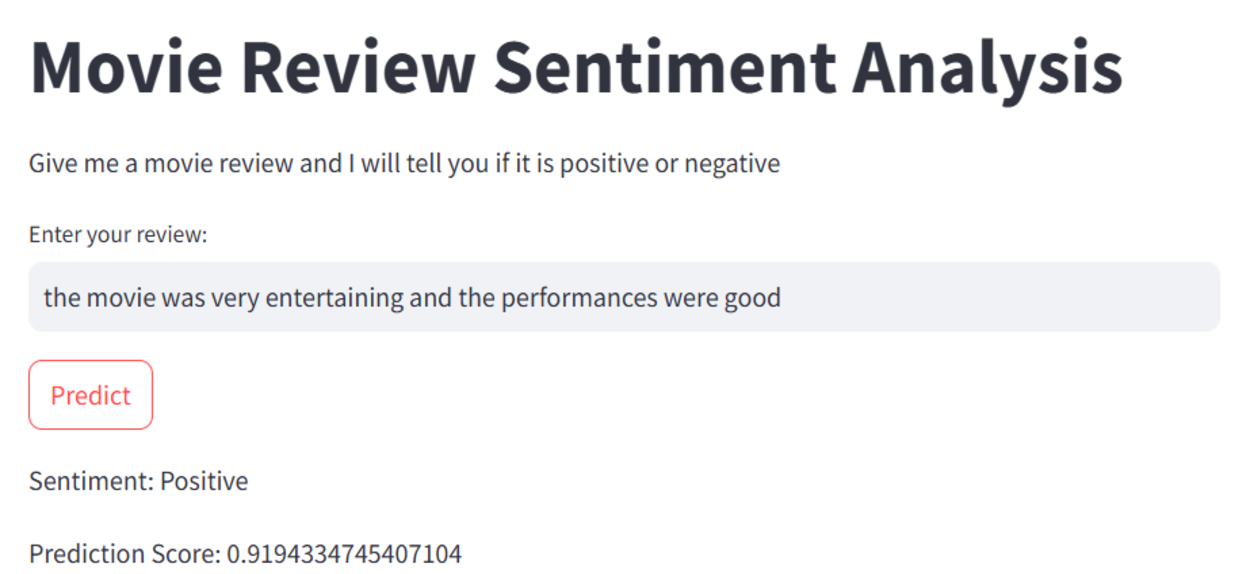 Movie Review Sentiment Analysis
Give me a movie review and I will tell you if it is positive or negative
Enter your review:
the movie was very entertaining and the performances were good
Predict
Sentiment: Positive
Prediction Score: 0.9194334745407104